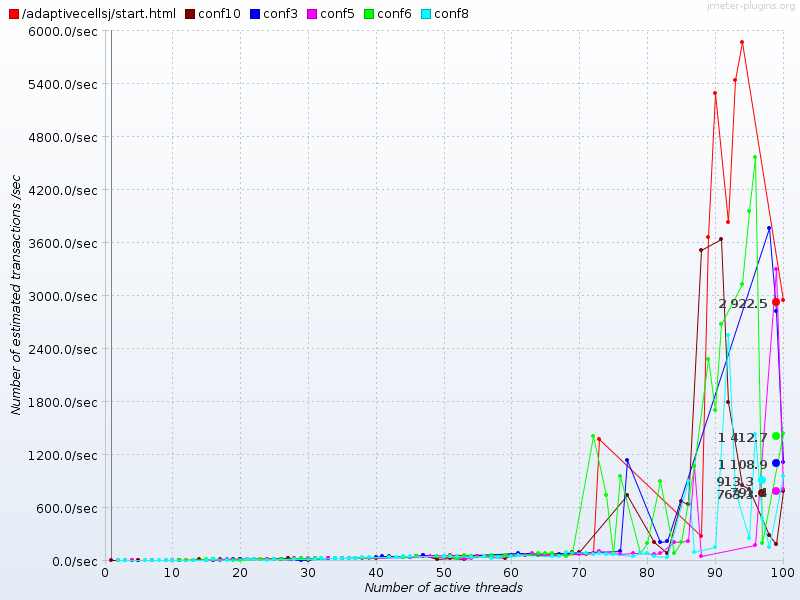 jmeter-plugins.org
/adaptivecellsj/start.html conf10 conf3 conf5 conf6 conf8
6000.0/sec
5400.0/sec
4800.0/sec
4200.0/sec
3600.0/sec
3000.0/sec
2400.0/sec
1800.0/sec
1200.0/sec
600.0/sec
0.0/sec
Number of estimated transactions /sec
2 922.5
1 412.7
1 108.9
913.3
0 10 20 30 40 50 60 70 80 90 100
Number of active threads